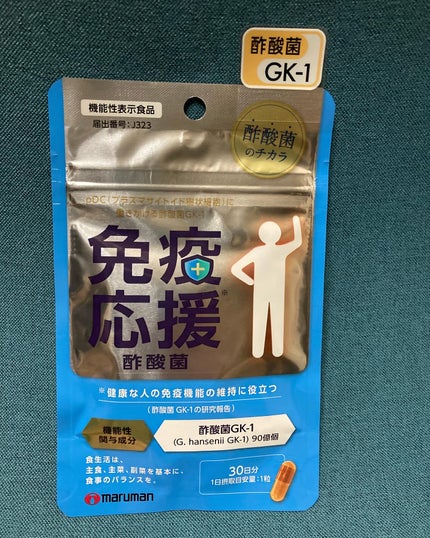 酢酸菌
GK-1
機能性表示食品
届出番号:J323
酢酸菌
のチカラ
pDC(プラズマサイトイド樹状細胞)に
働きかける酢酸菌GK-1
免疫
応援※
酢酸菌
※健康な人の免疫機能の維持に役立つ
(酢酸菌 GK-1の研究報告)
機能性
関与成分
酢酸菌GK-1
(G. hansenii GK-1) 90億個
食生活は、
主食、主菜、副菜を基本に、
食事のバランスを。
30日分
1日摂取目安量:1粒
maruman